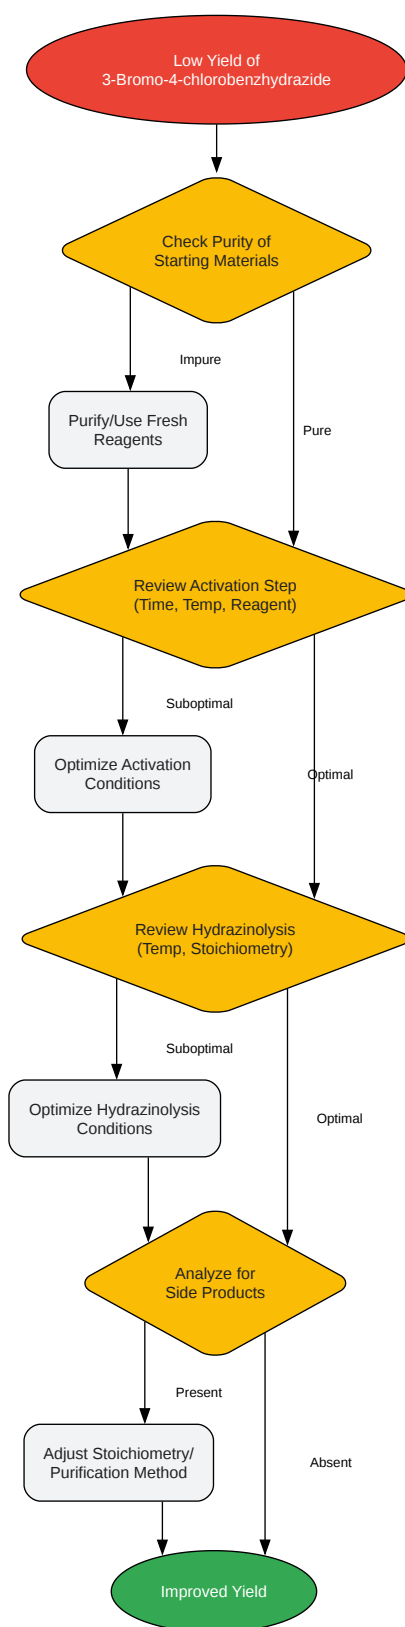 Low Yield of
3-Bromo-4-chlorobenzhydrazide
Check Purity of
Starting Materials
Impure
Purify/Use Fresh
Reagents
Pure
Review Activation Step
(Time, Temp, Reagent)
Suboptimal
Optimize Activation
Conditions
Optimal
Review Hydrazinolysis
(Temp, Stoichiometry)
Suboptimal
Optimize Hydrazinolysis
Conditions
Optimal
Analyze for
Side Products
Present
Adjust Stoichiometry/
Purification Method
Absent
Improved Yield